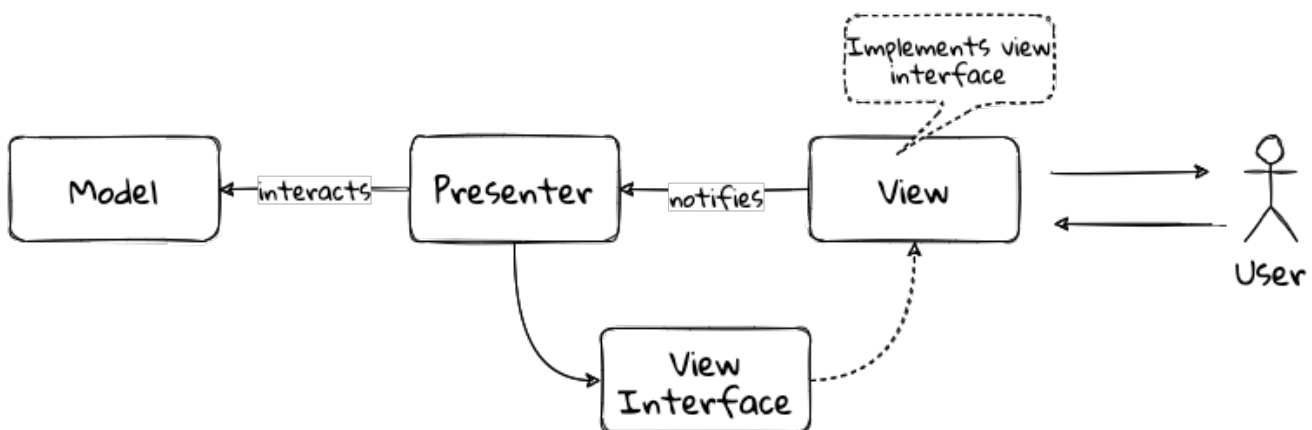 Implements view
interface
Model
interacts
Presenter
notifies
View
User
View
Interface